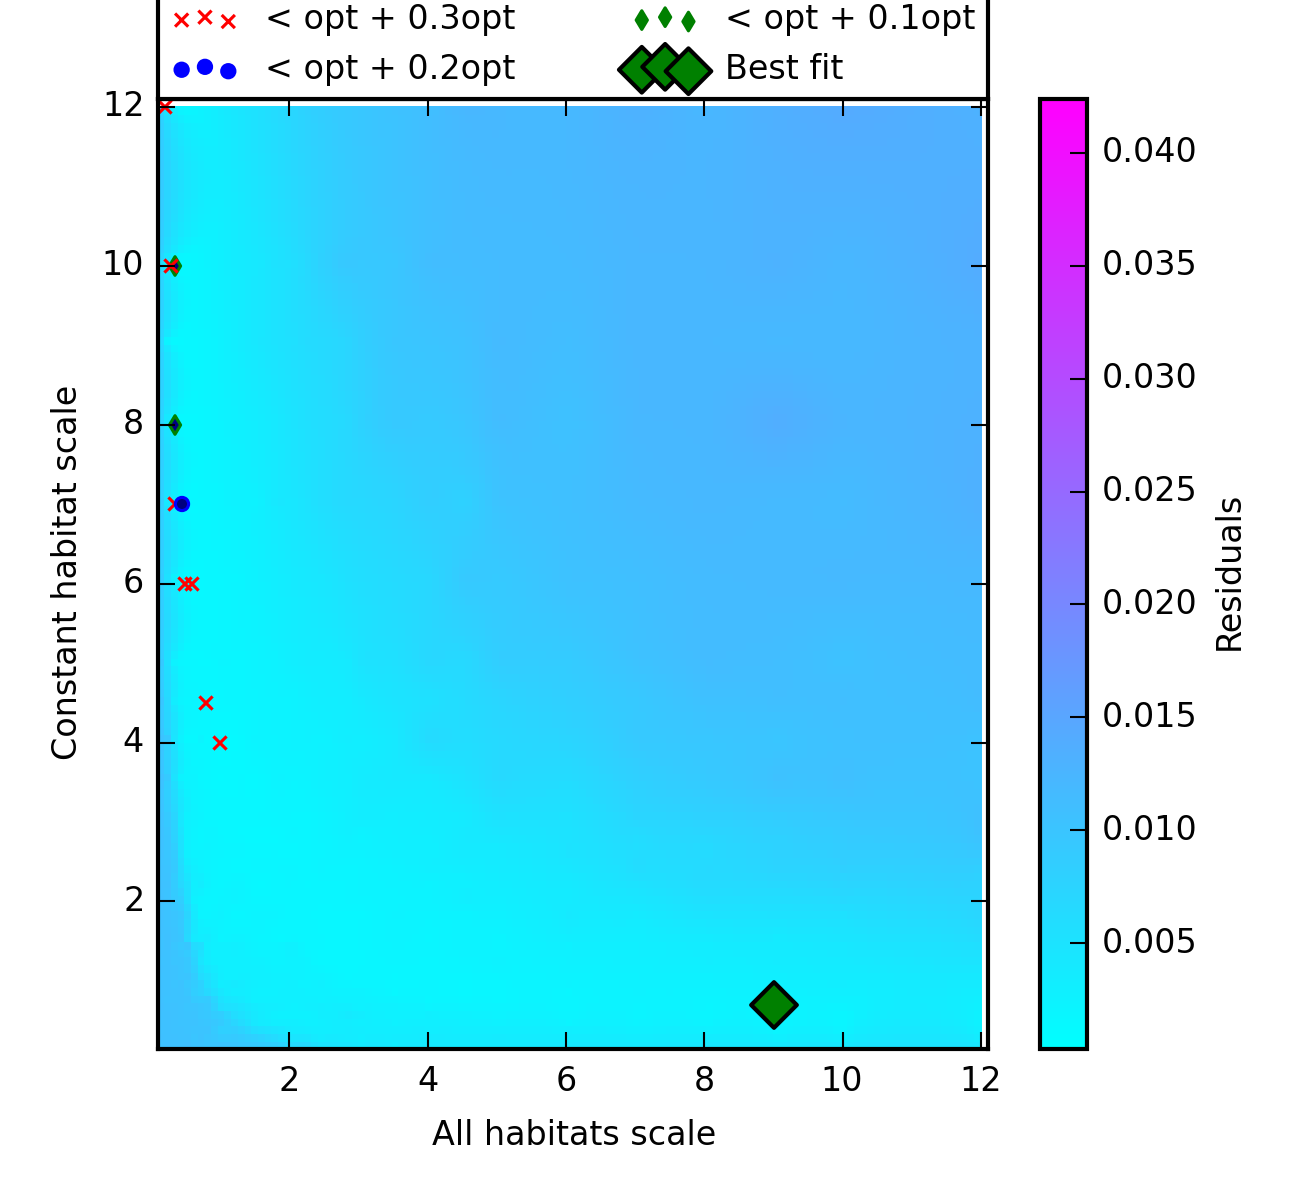 < opt + 0.3opt
< opt + 0.1opt
< opt + 0.2opt
Best fit
12
10
8
6
4
2
Constant habitat scale
2 4 6 8 10 12
All habitats scale
0.040
0.035
0.030
0.025
0.020
0.015
0.010
0.005
Residuals